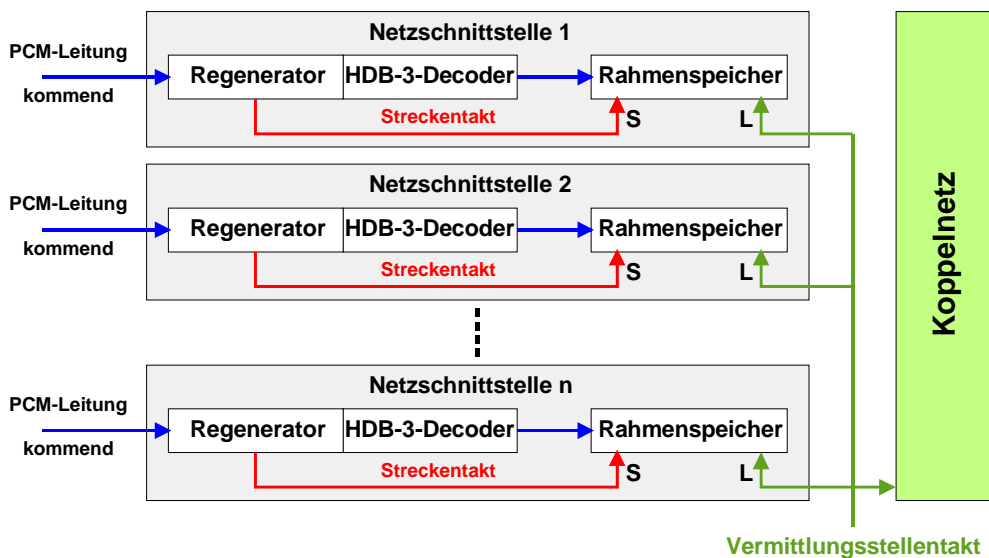 Netzschnittstelle 1
PCM-Leitung
kommend
Regenerator
HDB-3-Decoder
Rahmenspeicher
Streckentakt
S
L
Netzschnittstelle 2
PCM-Leitung
kommend
Regenerator
HDB-3-Decoder
Rahmenspeicher
Streckentakt
S
L
Netzschnittstelle n
PCM-Leitung
kommend
Regenerator
HDB-3-Decoder
Rahmenspeicher
Streckentakt
S
L
Koppelnetz
Vermittlungsstellentakt